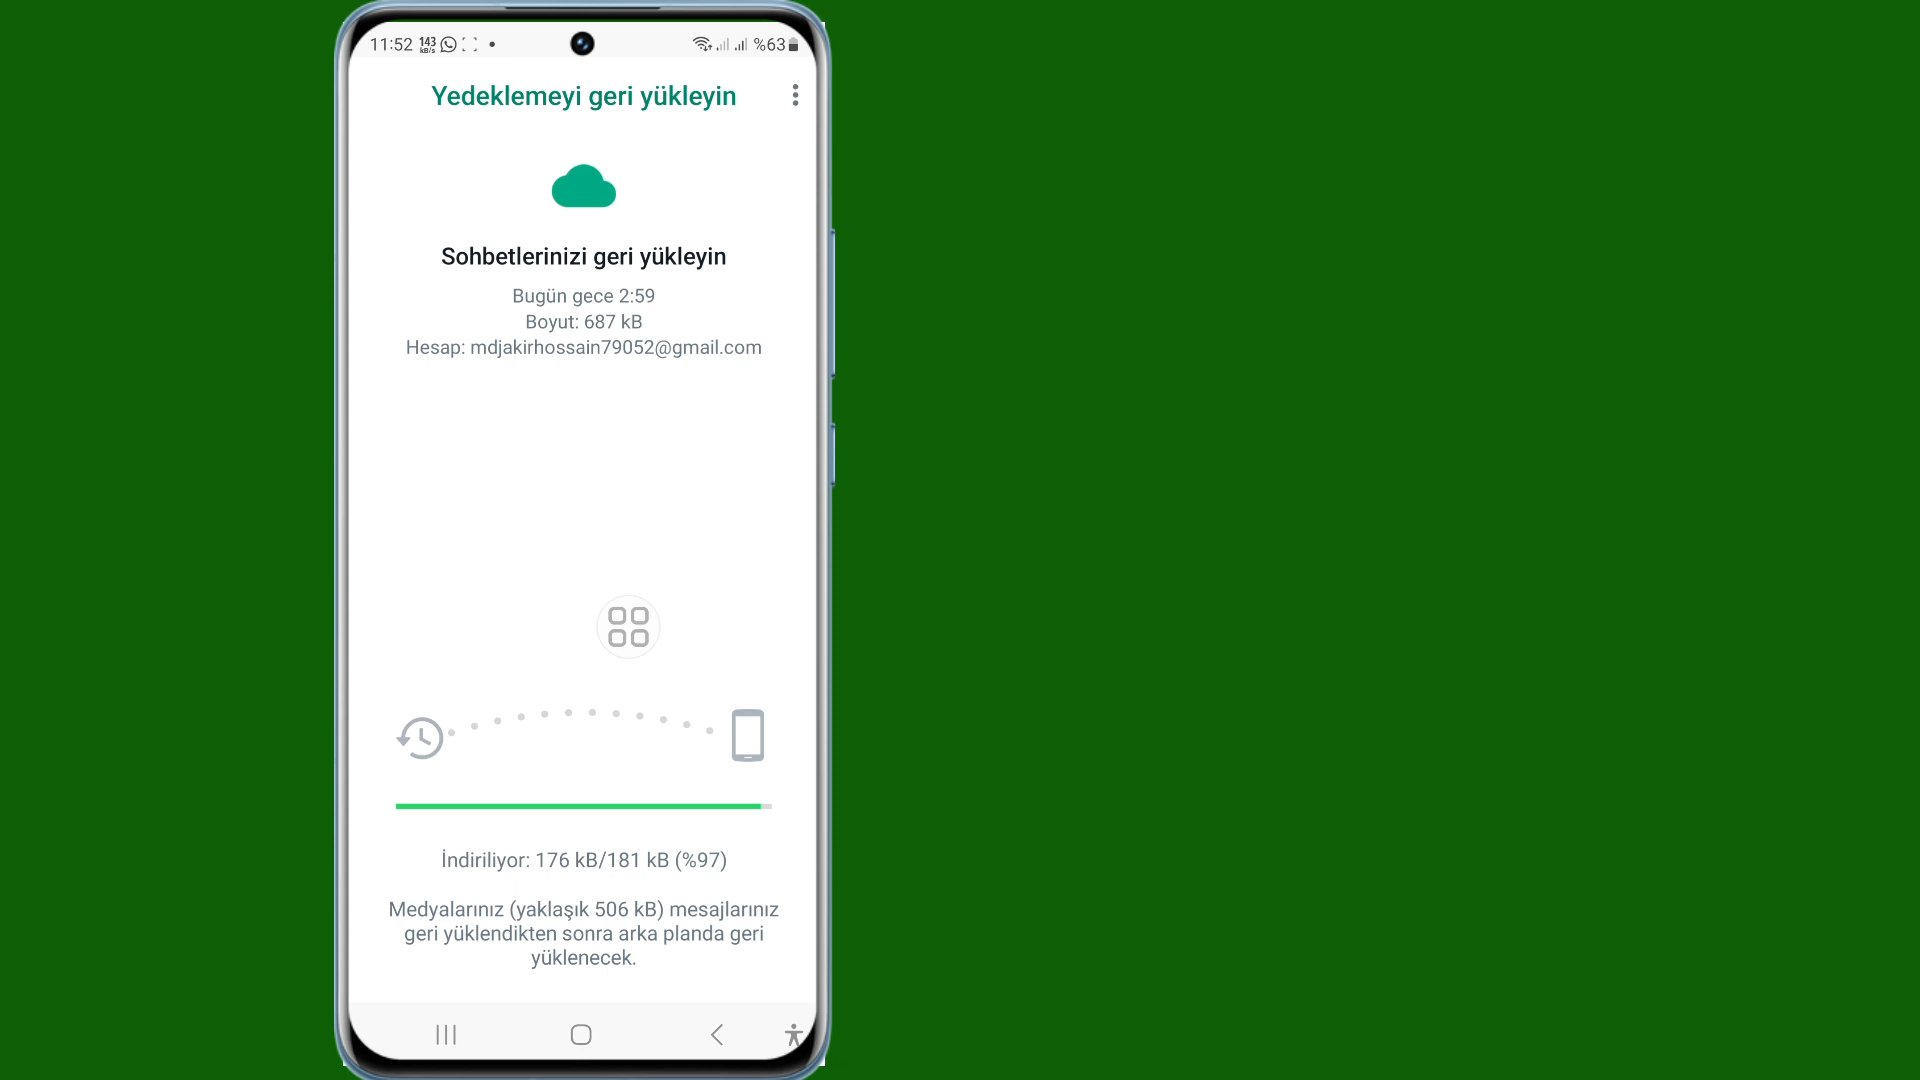 11:52 143 kB/s %63
Yedeklemeyi geri yükleyin
Sohbetlerinizi geri yükleyin
Bugün gece 2:59
Boyut: 687 kB
Hesap: mdjakirhossain79052@gmail.com
İndiriliyor: 176 kB/181 kB (%97)
Medyalarınız (yaklaşık 506 kB) mesajlarınız
geri yüklendikten sonra arka planda geri
yüklenecek.